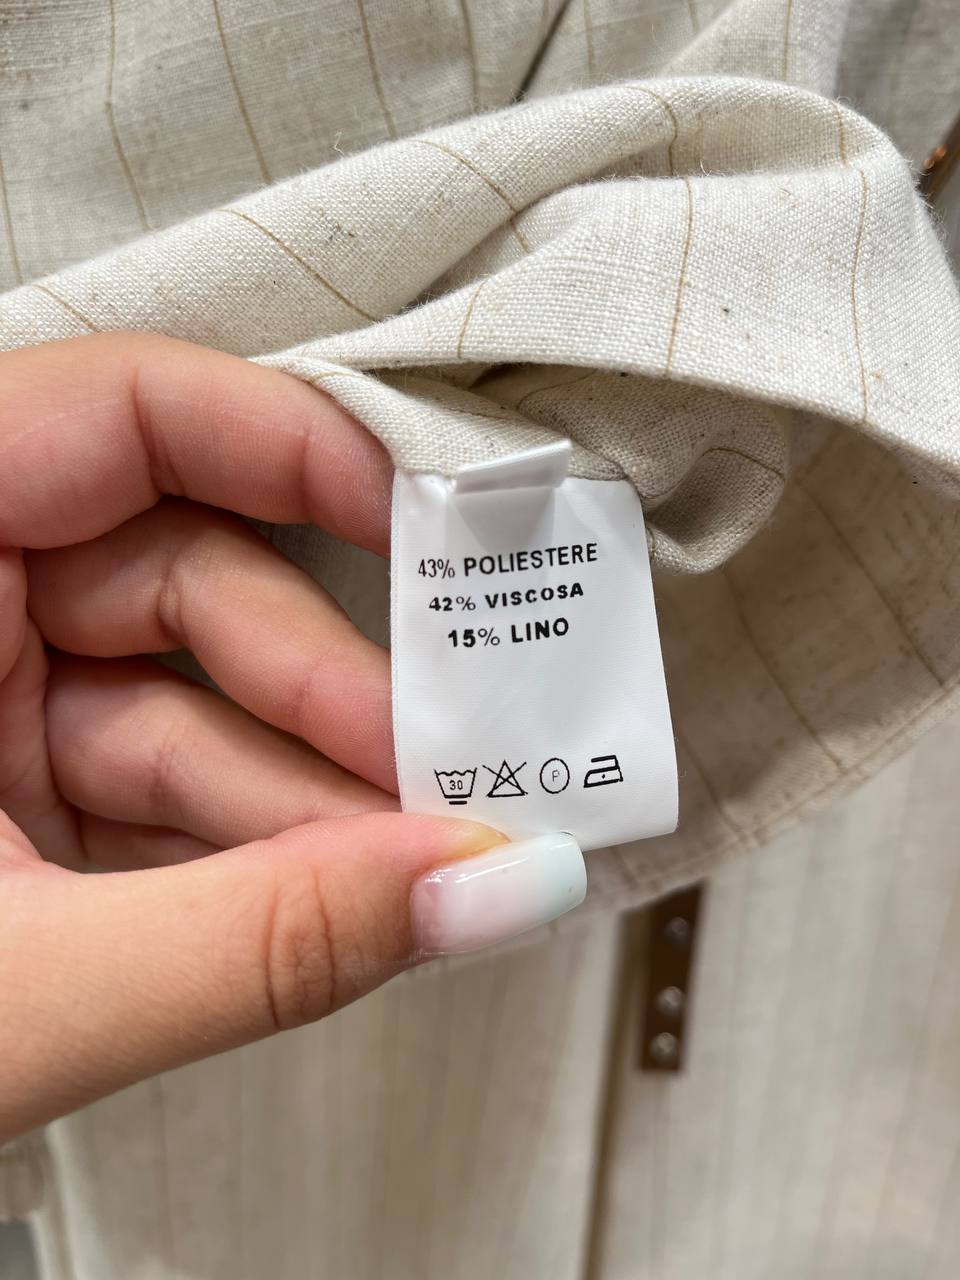 43% POLIESTERE
42% VISCOSA
15% LINO
30 P